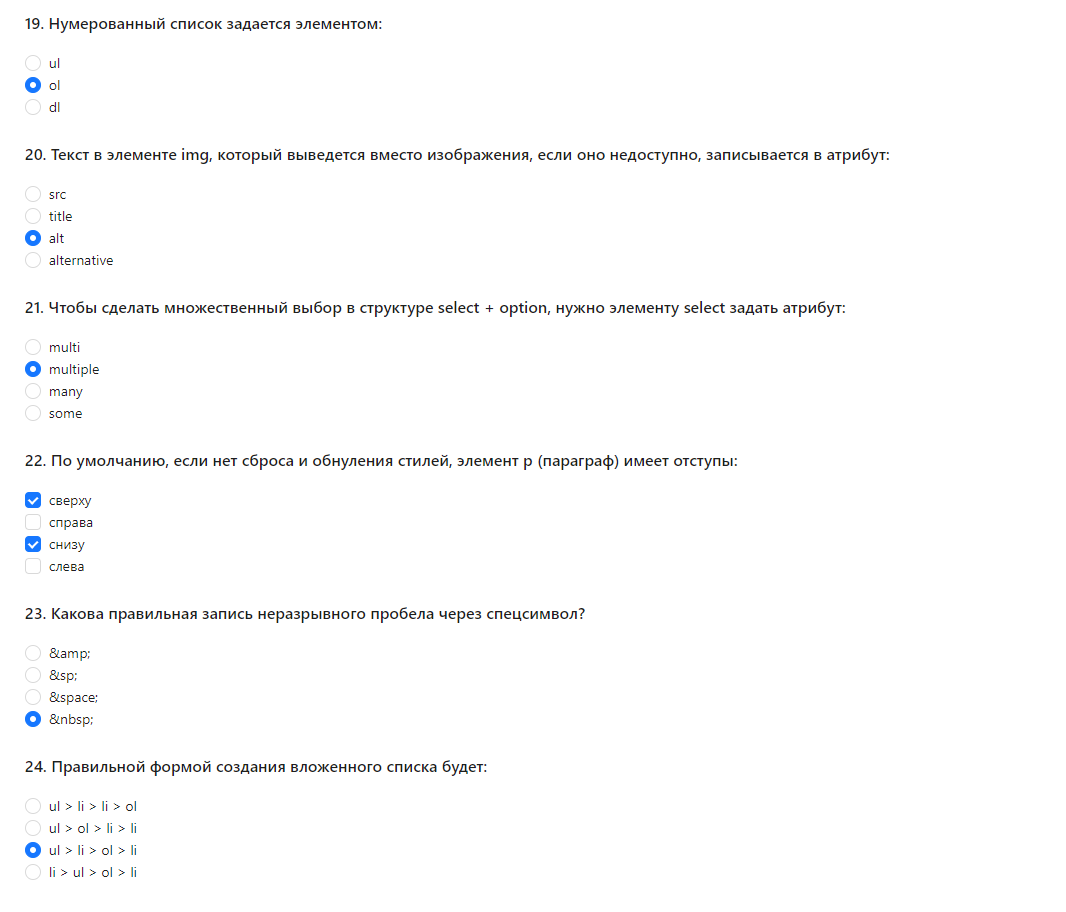 19. Нумерованный список задается элементом:
ul
ol
dl
20. Текст в элементе img, который выведется вместо изображения, если оно недоступно, записывается в атрибут:
src
title
alt
alternative
21. Чтобы сделать множественный выбор в структуре select + option, нужно элементу select задать атрибут:
multi
multiple
many
some
22. По умолчанию, если нет сброса и обнуления стилей, элемент p (параграф) имеет отступы:
сверху
справа
снизу
слева
23. Какова правильная запись неразрывного пробела через спецсимвол?
&amp;
&sp;
&space;
&nbsp;
24. Правильной формой создания вложенного списка будет:
ul > li > li > ol
ul > ol > li > li
ul > li > ol > li
li > ul > ol > li